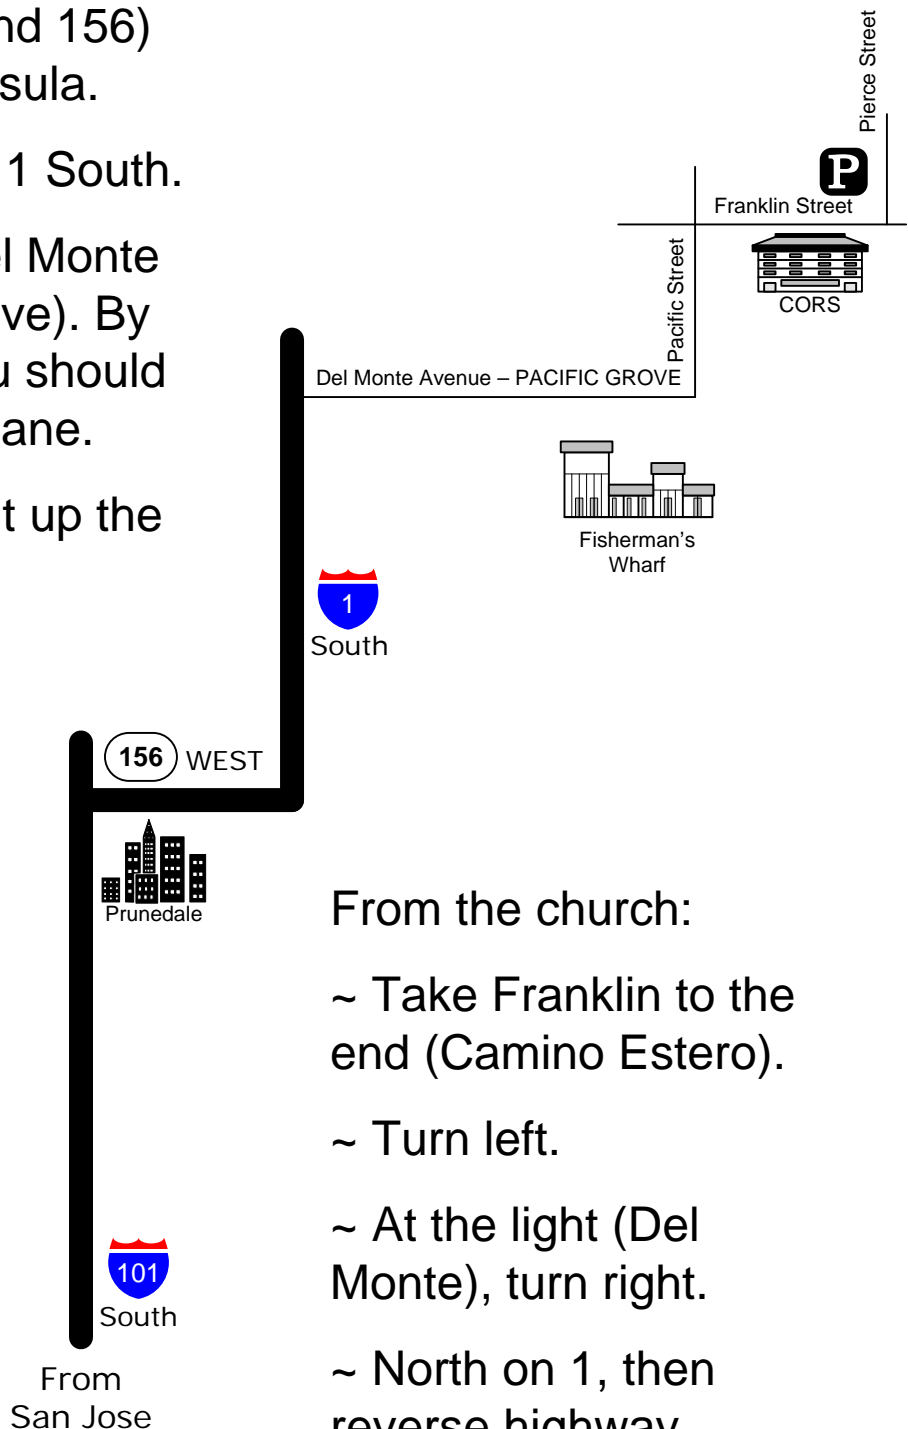 nd 156)
sula.
1 South.
el Monte
ve). By
u should
ane.
t up the
Pierce Street
P
Franklin Street
CORS
Pacific Street
Del Monte Avenue – PACIFIC GROVE
Fisherman's
Wharf
1
South
156 WEST
Prunedale
101
South
From
San Jose
From the church:
~ Take Franklin to the
end (Camino Estero).
~ Turn left.
~ At the light (Del
Monte), turn right.
~ North on 1, then
reverse highway